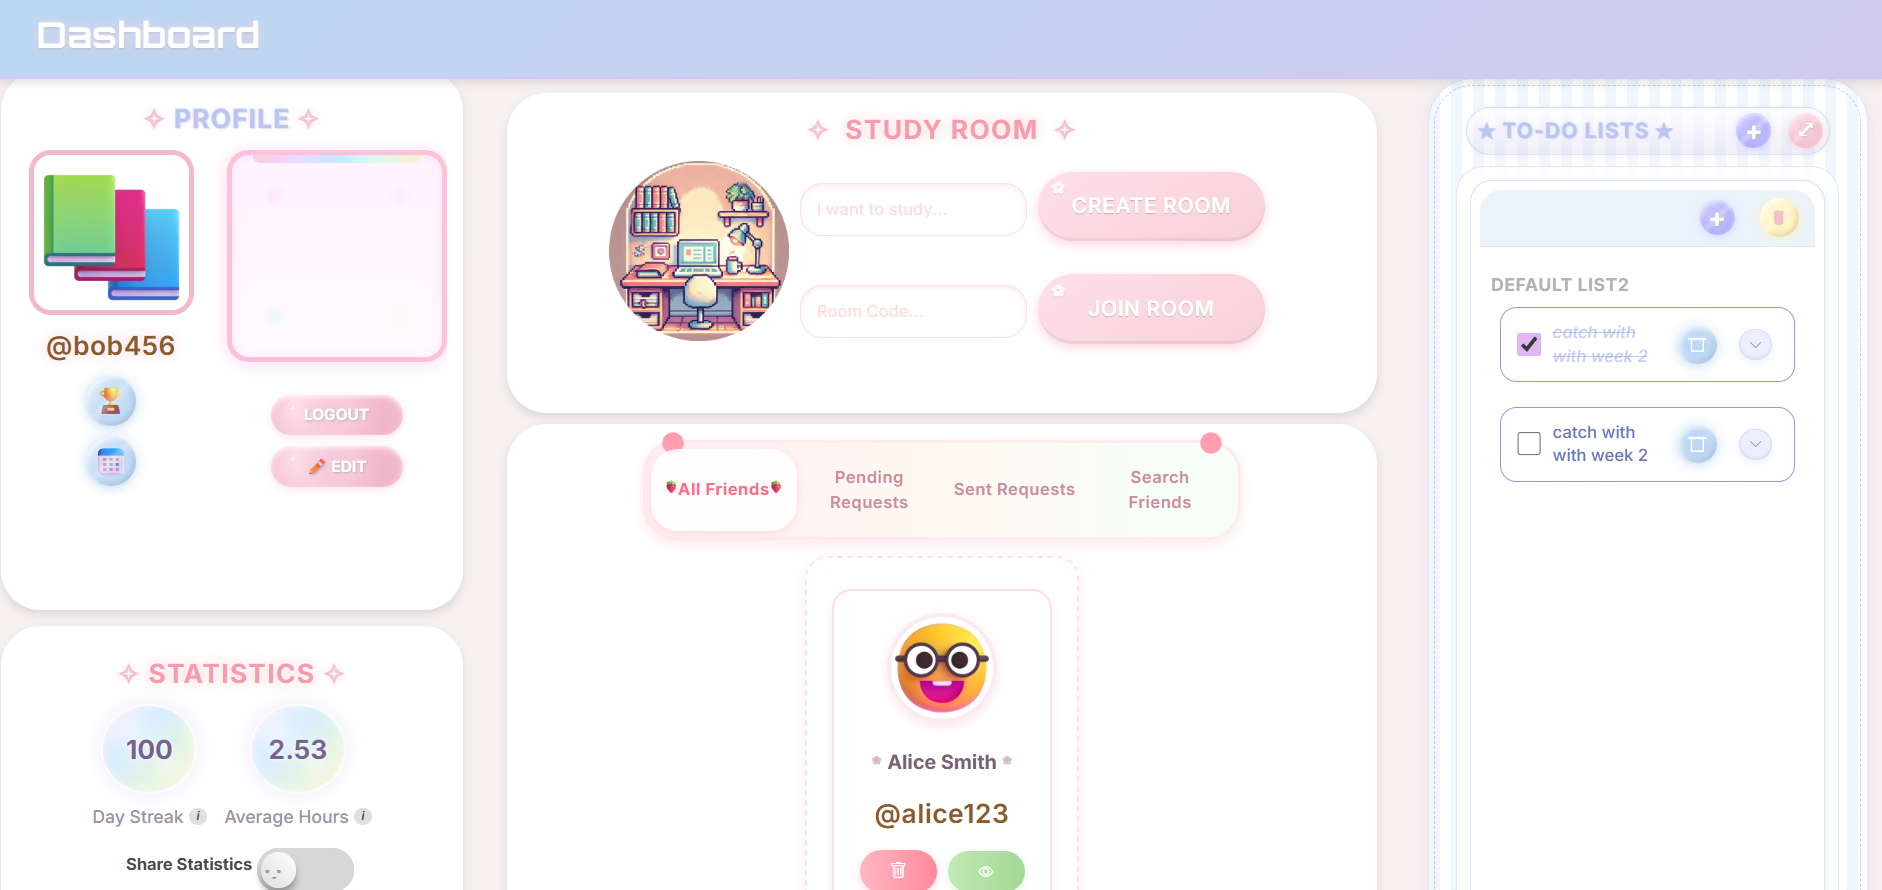 Dashboard
✧ PROFILE ✧
@bob456
LOGOUT
EDIT
✧ STATISTICS ✧
100
2.53
Day Streak i
Average Hours i
Share Statistics
✧ STUDY ROOM ✧
I want to study...
CREATE ROOM
Room Code...
JOIN ROOM
All Friends
Pending
Requests
Sent Requests
Search
Friends
Alice Smith
@alice123
★ TO-DO LISTS ★
DEFAULT LIST2
catch with
with week 2
catch with
with week 2